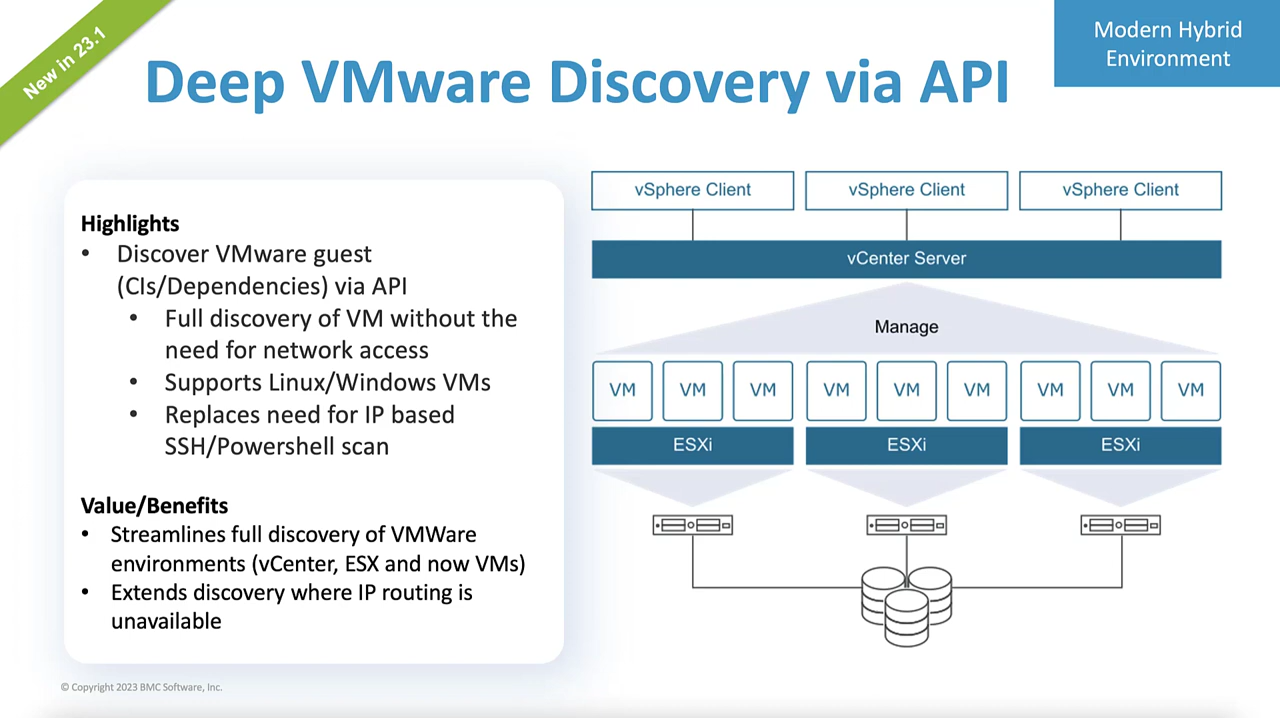 New in 23.1
Modern Hybrid
Environment
Deep VMware Discovery via API
Highlights
• Discover VMware guest
(CIs/Dependencies) via API
• Full discovery of VM without the
need for network access
• Supports Linux/Windows VMs
• Replaces need for IP based
SSH/Powershell scan
Value/Benefits
• Streamlines full discovery of VMWare
environments (vCenter, ESX and now VMs)
• Extends discovery where IP routing is
unavailable
vSphere Client vSphere Client vSphere Client
vCenter Server
Manage
VM VM VM VM VM VM VM VM VM
ESXi ESXi ESXi
© Copyright 2023 BMC Software, Inc.